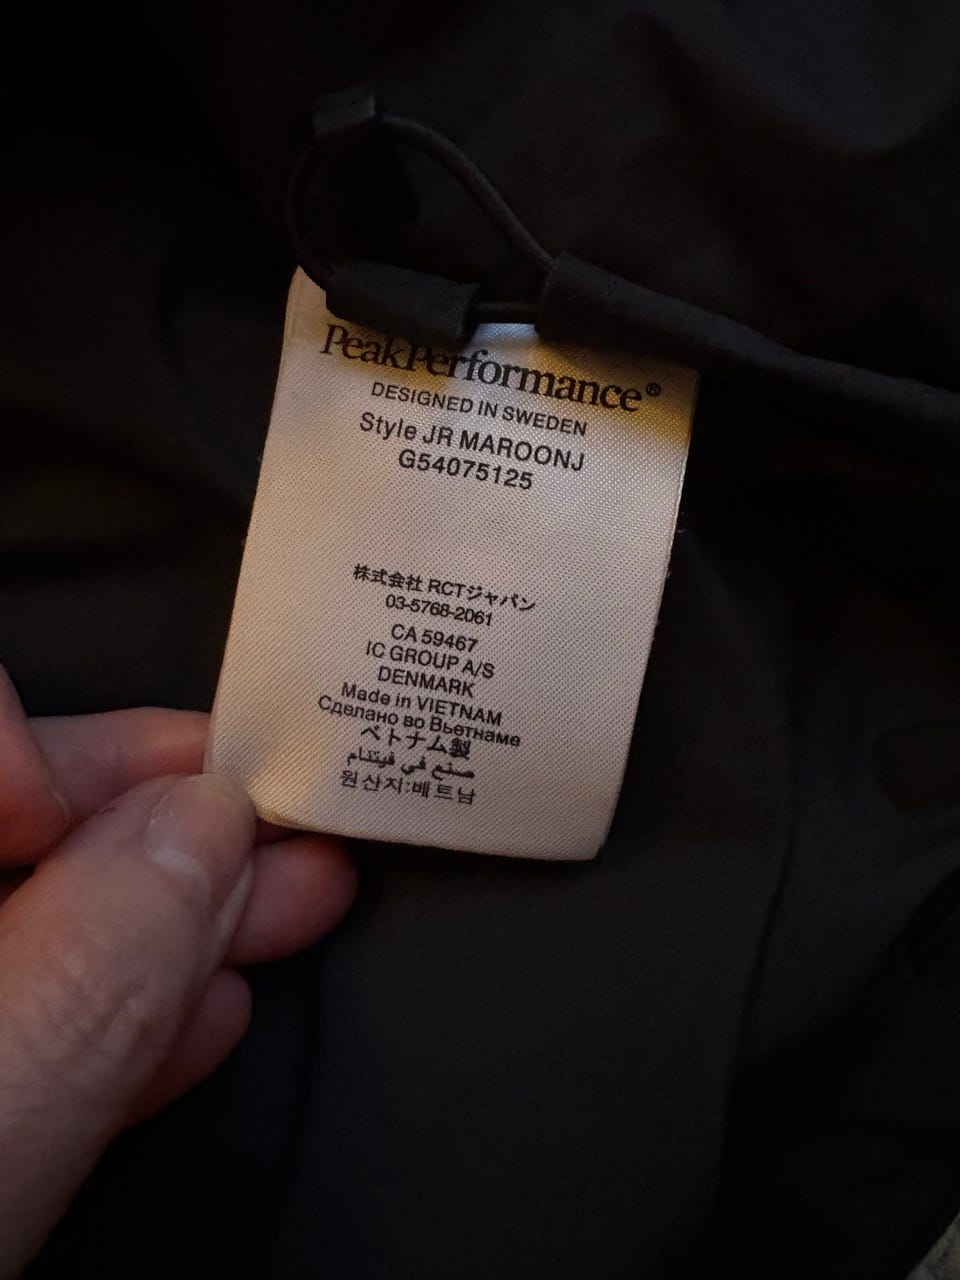 PeakPerformance®
DESIGNED IN SWEDEN
Style JR MAROONJ
G54075125
株式会社 RCTジャパン
03-5768-2061
CA 59467
IC GROUP A/S
DENMARK
Made in VIETNAM
Сделано во Вьетнаме
ベトナム製
صنع في فيتنام
원산지:베트남